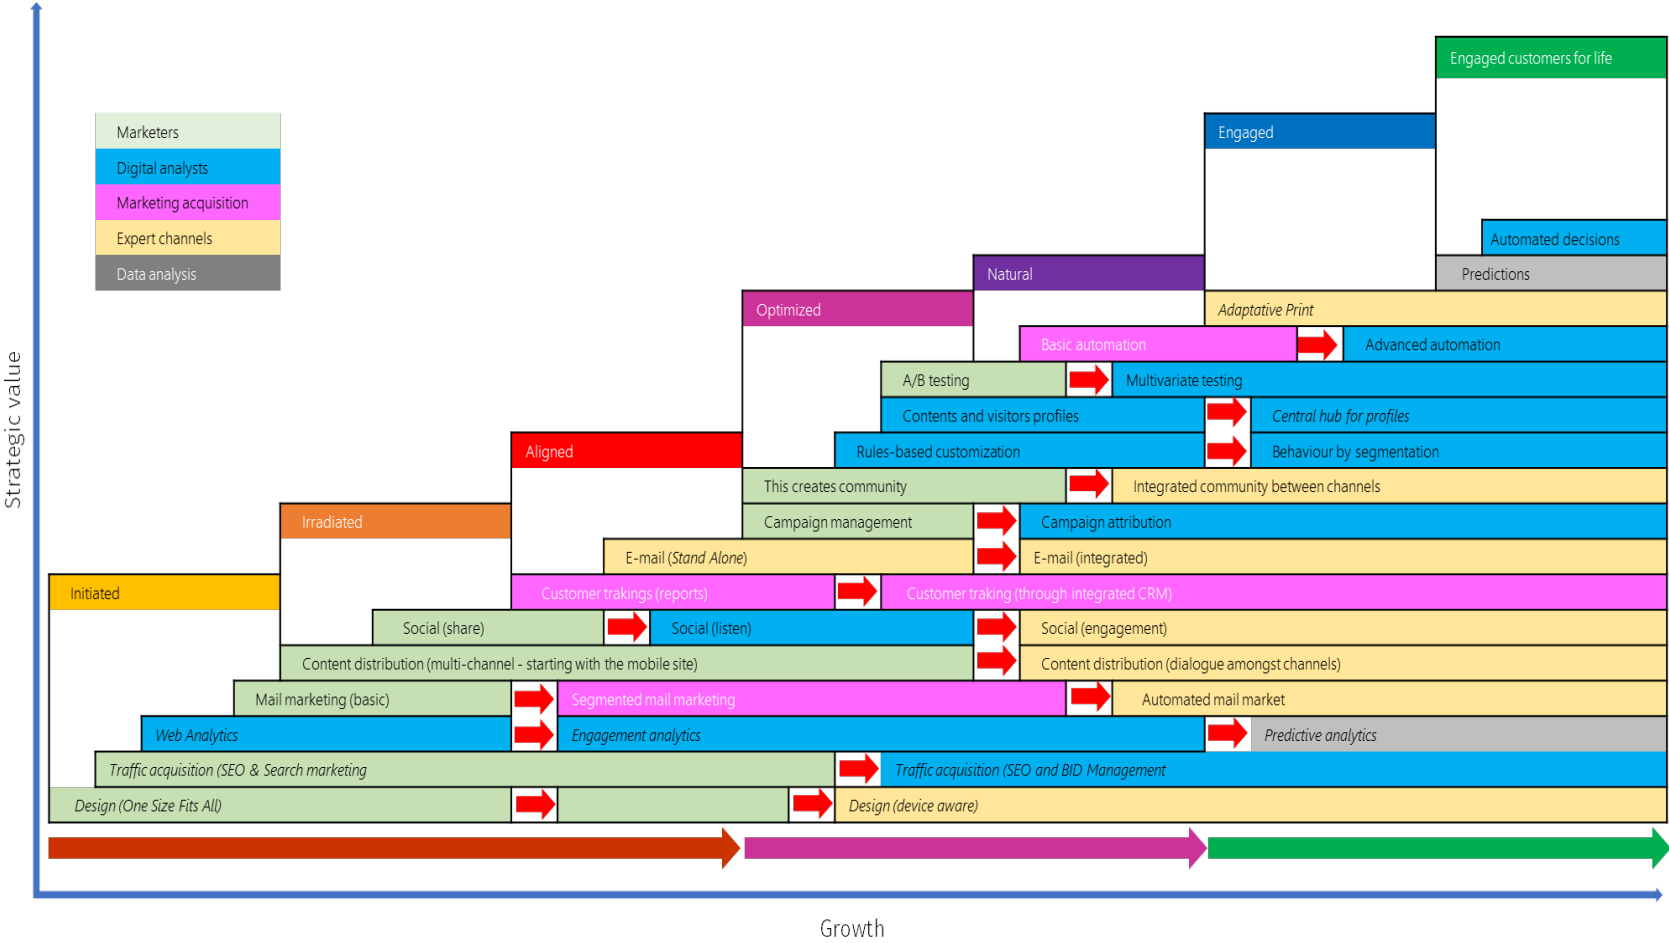 Engaged customers for life
Engaged
Marketers
Digital analysts
Marketing acquisition
Expert channels
Data analysis
Automated decisions
Natural
Predictions
Optimized
Adaptative Print
Basic automation
Advanced automation
A/B testing
Multivariate testing
Contents and visitors profiles
Central hub for profiles
Aligned
Rules-based customization
Behaviour by segmentation
This creates community
Integrated community between channels
Irradiated
Campaign management
Campaign attribution
E-mail (Stand Alone)
E-mail (integrated)
Initiated
Customer trakings (reports)
Customer traking (through integrated CRM)
Social (share)
Social (listen)
Social (engagement)
Content distribution (multi-channel - starting with the mobile site)
Content distribution (dialogue amongst channels)
Mail marketing (basic)
Segmented mail marketing
Automated mail market
Web Analytics
Engagement analytics
Predictive analytics
Traffic acquisition (SEO & Search marketing
Traffic acquisition (SEO and BID Management
Design (One Size Fits All)
Design (device aware)
Strategic value
Growth